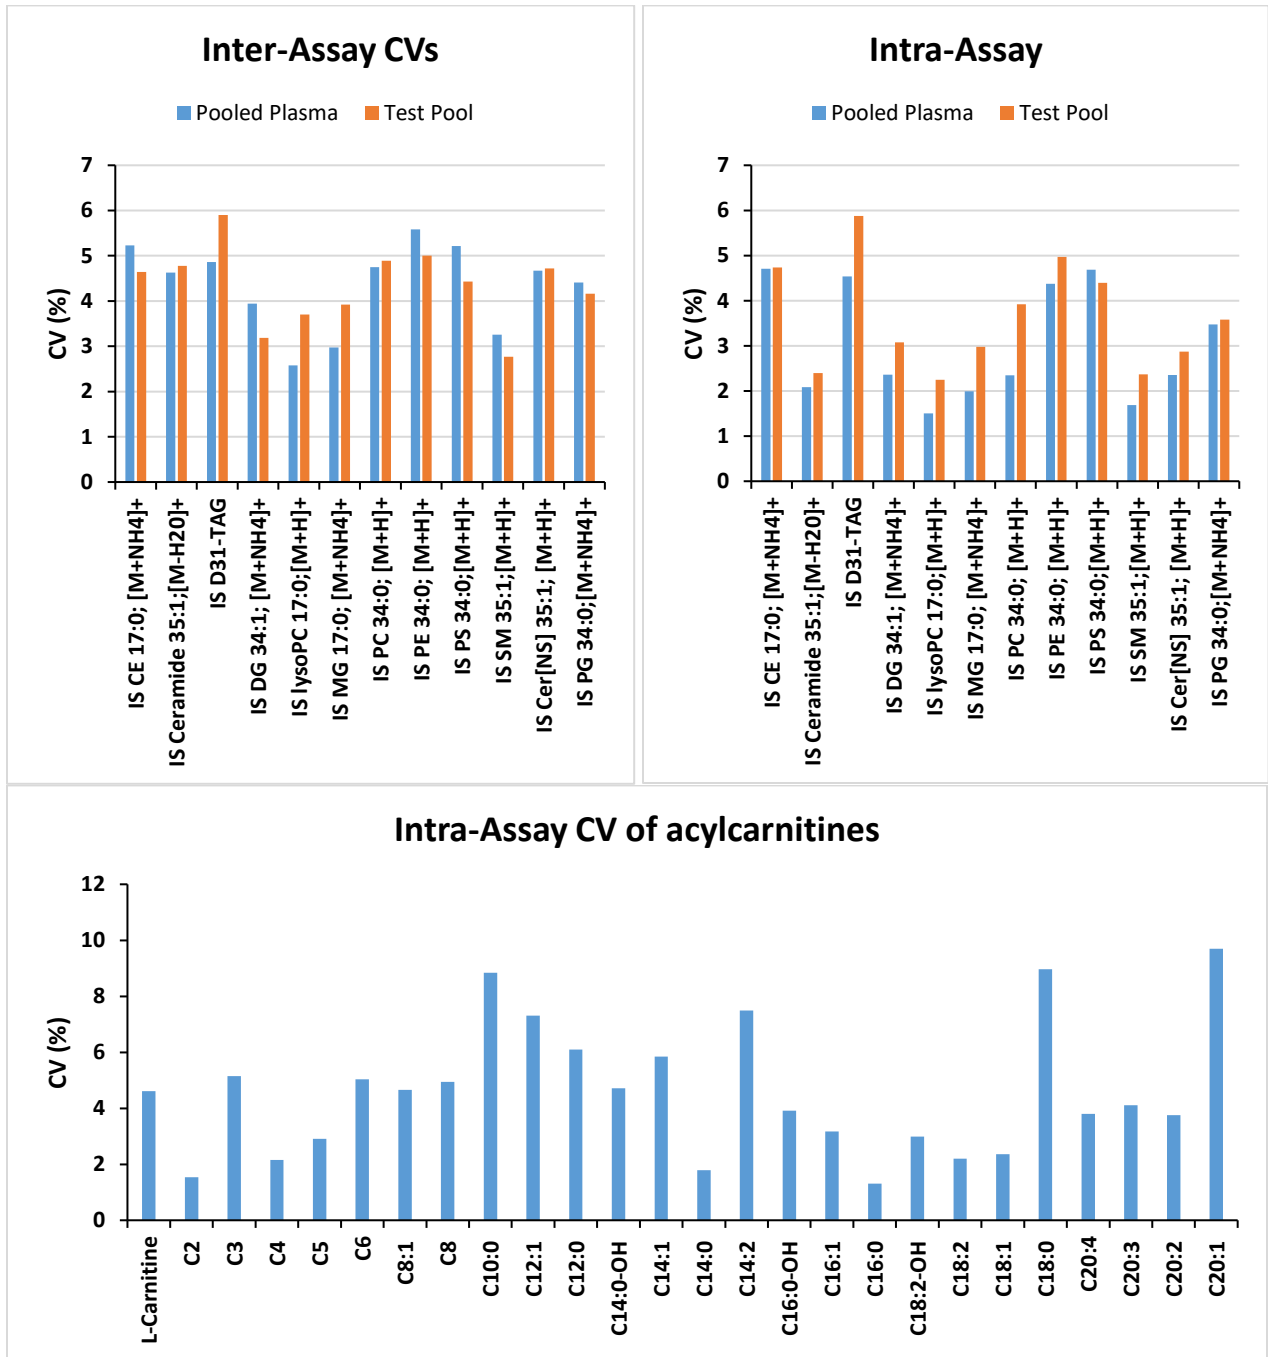 Inter-Assay CVs
Pooled Plasma Test Pool
CV (%)
7
6
5
4
3
2
1
0
IS CE 17:0; [M+NH4]+
IS Ceramide 35:1;[M-H20]+
IS D31-TAG
IS DG 34:1; [M+NH4]+
IS lysoPC 17:0;[M+H]+
IS MG 17:0; [M+NH4]+
IS PC 34:0; [M+H]+
IS PE 34:0; [M+H]+
IS PS 34:0;[M+H]+
IS SM 35:1;[M+H]+
IS Cer[NS] 35:1; [M+H]+
IS PG 34:0;[M+NH4]+
Intra-Assay
Pooled Plasma Test Pool
CV (%)
7
6
5
4
3
2
1
0
IS CE 17:0; [M+NH4]+
IS Ceramide 35:1;[M-H20]+
IS D31-TAG
IS DG 34:1; [M+NH4]+
IS lysoPC 17:0;[M+H]+
IS MG 17:0; [M+NH4]+
IS PC 34:0; [M+H]+
IS PE 34:0; [M+H]+
IS PS 34:0;[M+H]+
IS SM 35:1;[M+H]+
IS Cer[NS] 35:1; [M+H]+
IS PG 34:0;[M+NH4]+
Intra-Assay CV of acylcarnitines
CV (%)
12
10
8
6
4
2
0
L-Carnitine
C2
C3
C4
C5
C6
C8:1
C8
C10:0
C12:1
C12:0
C14:0-OH
C14:1
C14:0
C14:2
C16:0-OH
C16:1
C16:0
C18:2-OH
C18:2
C18:1
C18:0
C20:4
C20:3
C20:2
C20:1